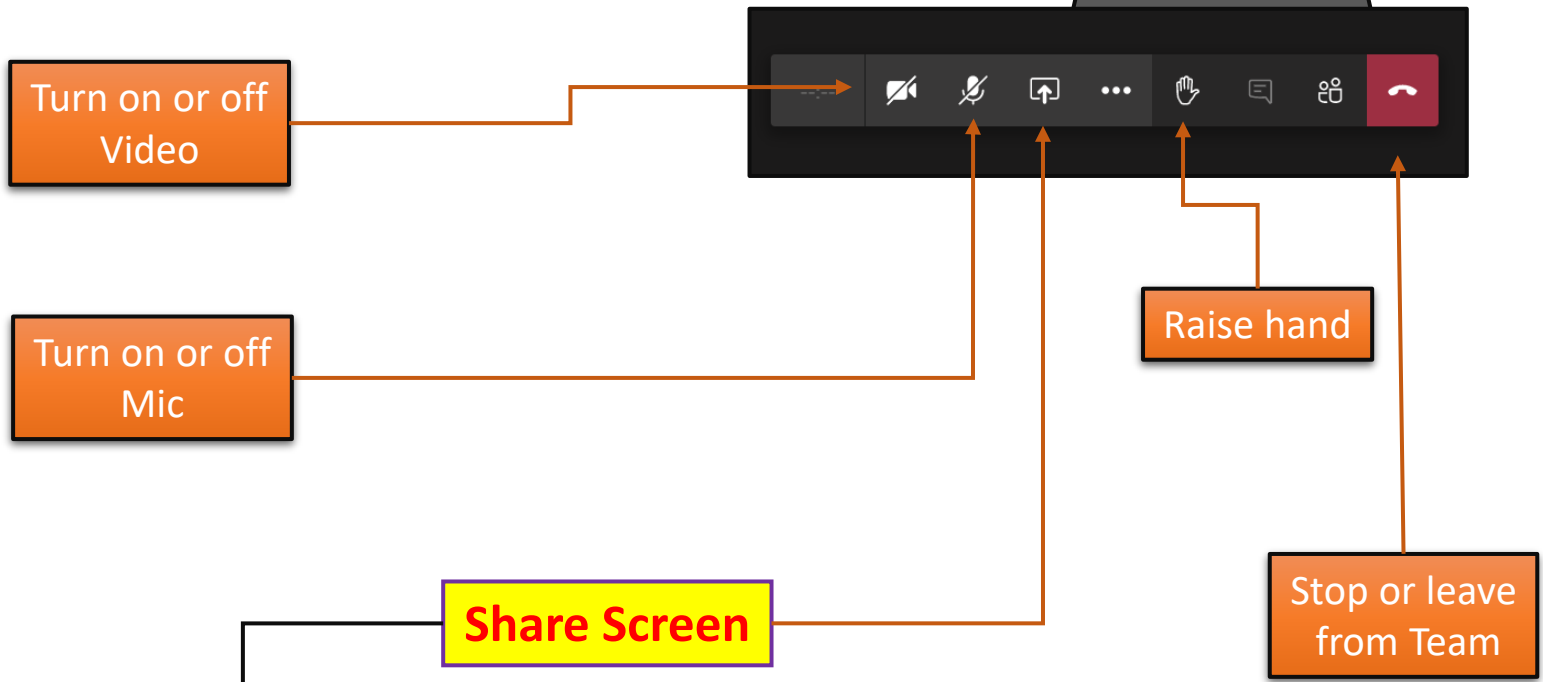 Turn on or off
Video
Turn on or off
Mic
Raise hand
Share Screen
Stop or leave
from Team